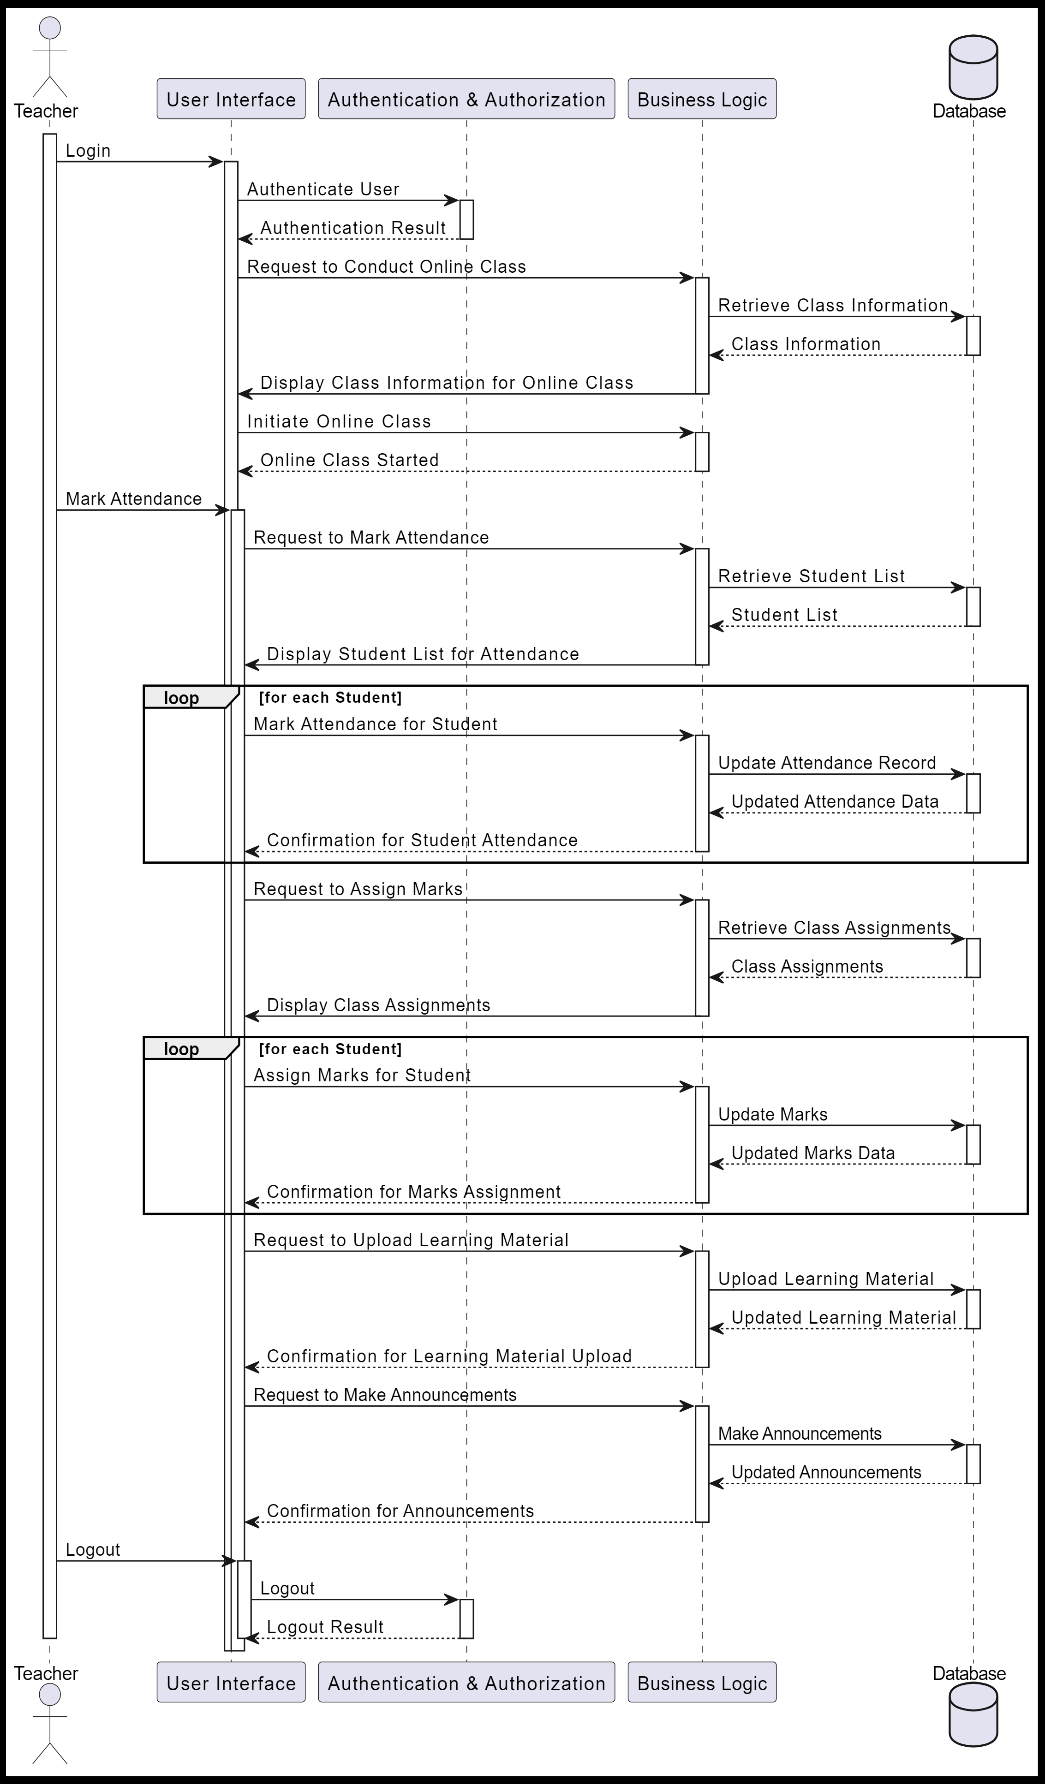 Teacher
User Interface
Authentication & Authorization
Business Logic
Database
Login
Authenticate User
Authentication Result
Request to Conduct Online Class
Retrieve Class Information
Class Information
Display Class Information for Online Class
Initiate Online Class
Online Class Started
Mark Attendance
Request to Mark Attendance
Retrieve Student List
Student List
Display Student List for Attendance
loop
[for each Student]
Mark Attendance for Student
Update Attendance Record
Updated Attendance Data
Confirmation for Student Attendance
Request to Assign Marks
Retrieve Class Assignments
Class Assignments
Display Class Assignments
loop
[for each Student]
Assign Marks for Student
Update Marks
Updated Marks Data
Confirmation for Marks Assignment
Request to Upload Learning Material
Upload Learning Material
Updated Learning Material
Confirmation for Learning Material Upload
Request to Make Announcements
Make Announcements
Updated Announcements
Confirmation for Announcements
Logout
Logout
Logout Result
Teacher
User Interface
Authentication & Authorization
Business Logic
Database